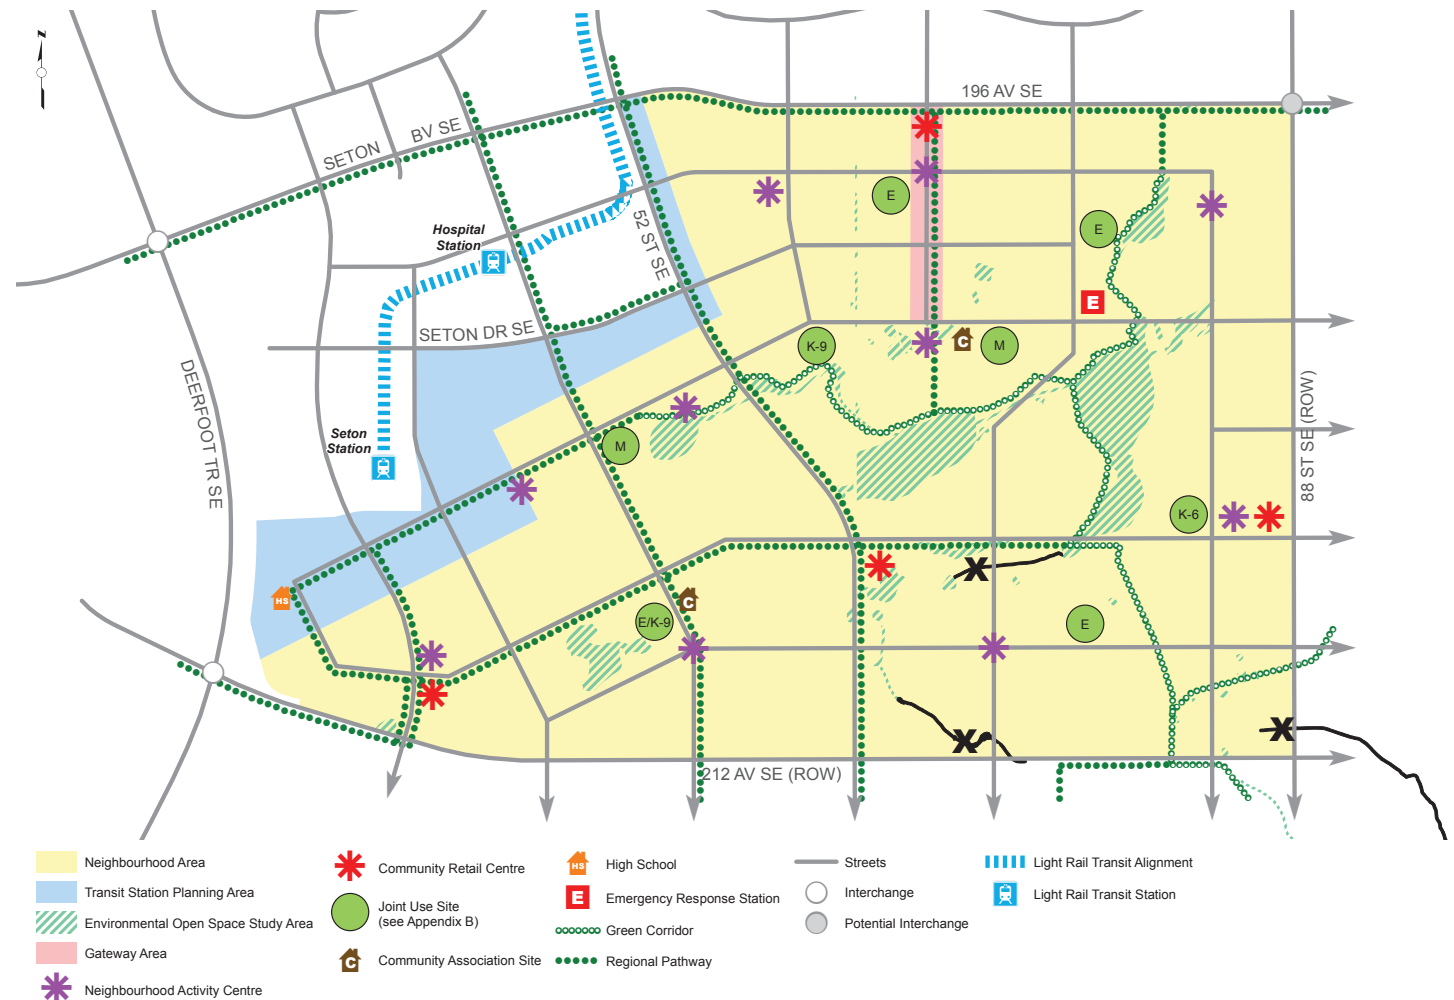 N
196 AV SE
SETON BV SE
Hospital
Station
52 ST SE
E
E
E
SETON DR SE
K-9
C
M
DEERFOOT TR SE
Seton
Station
M
88 ST SE (ROW)
K-6
X
HS
C
E/K-9
E
X
X
212 AV SE (ROW)
Neighbourhood Area
Transit Station Planning Area
Environmental Open Space Study Area
Gateway Area
Neighbourhood Activity Centre
Community Retail Centre
Joint Use Site
(see Appendix B)
C
Community Association Site
HS
High School
E
Emergency Response Station
Green Corridor
Regional Pathway
Streets
Interchange
Potential Interchange
Light Rail Transit Alignment
Light Rail Transit Station